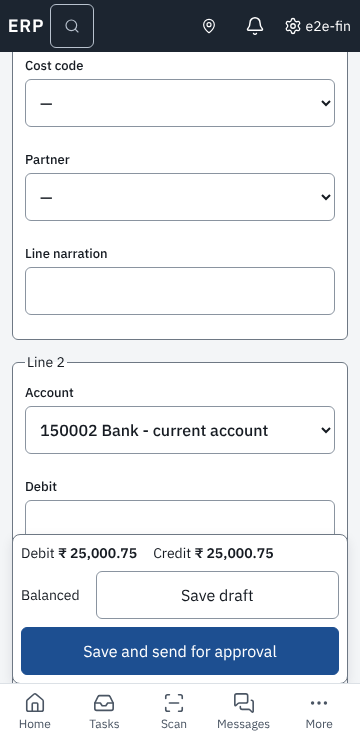 ERP
e2e-fin
Cost code
—
Partner
—
Line narration
Line 2
Account
150002 Bank - current account
Debit
Debit ₹ 25,000.75 Credit ₹ 25,000.75
Balanced
Save draft
Save and send for approval
Home Tasks Scan Messages More